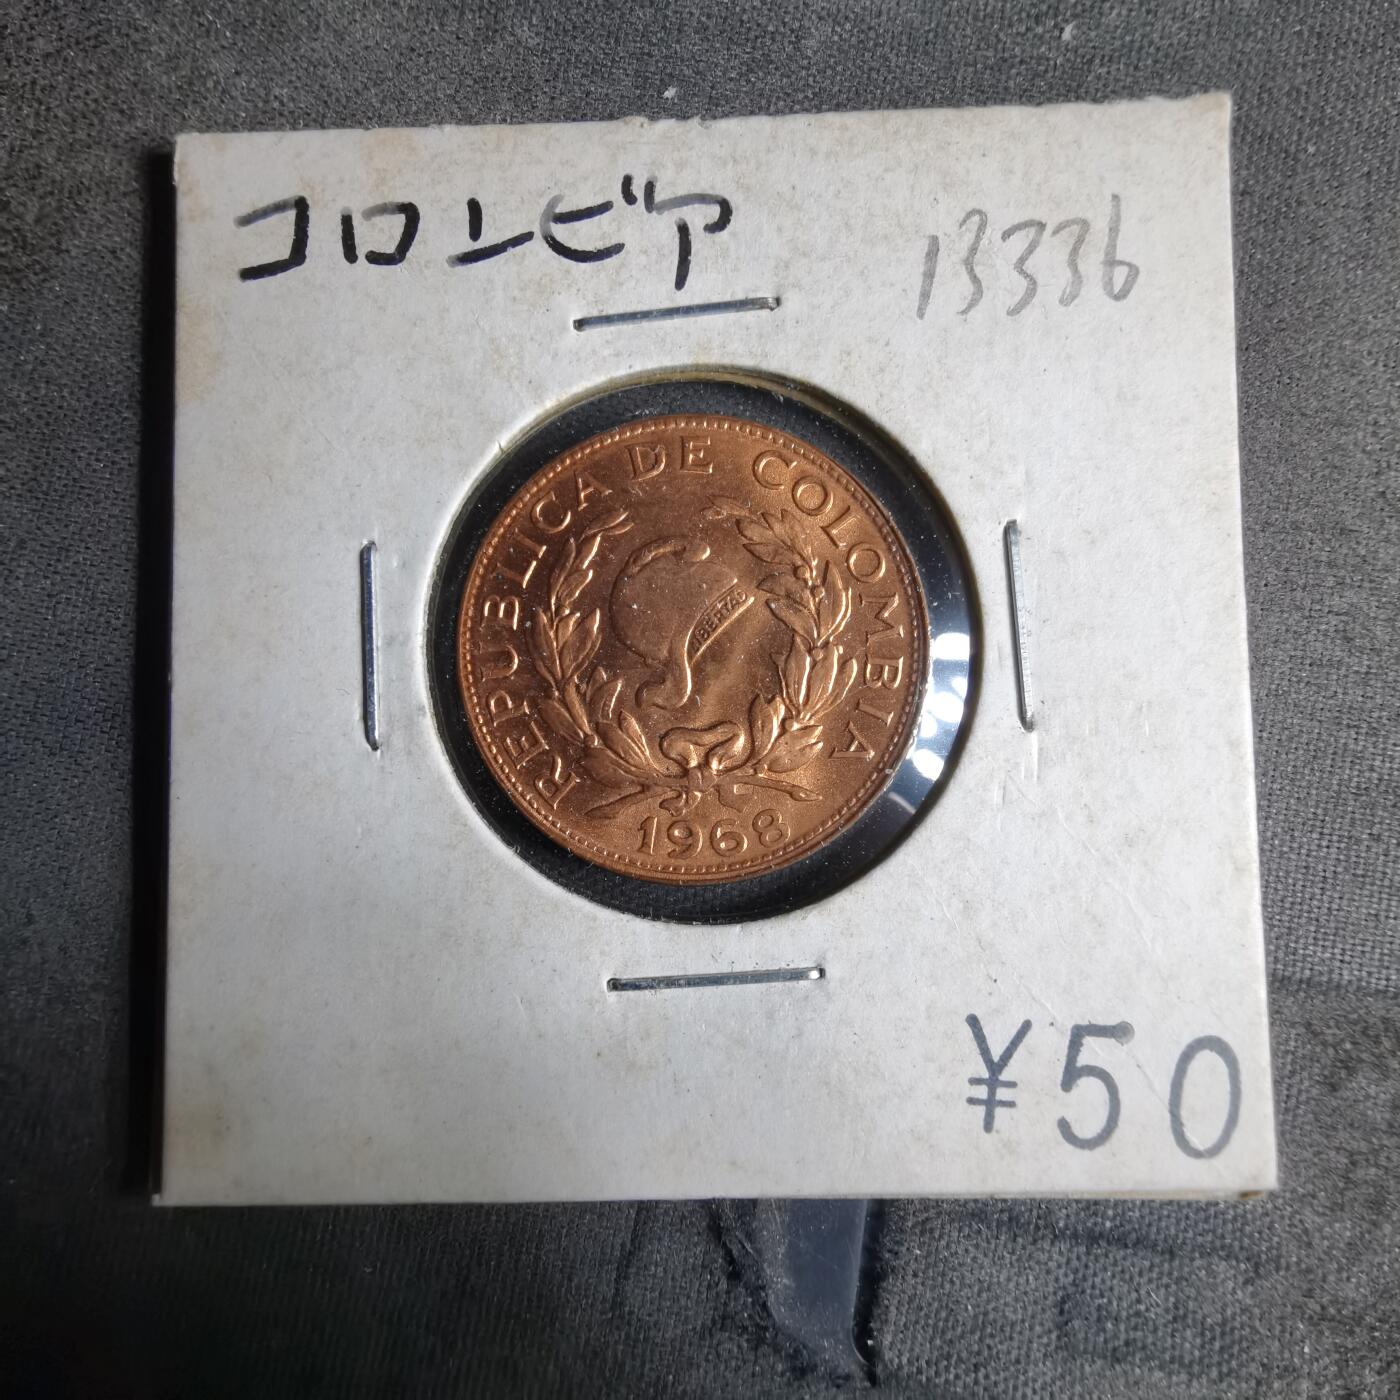 コロンビア
13336
REPUBLICA DE COLOMBIA
LIBERTAD
1968
¥50